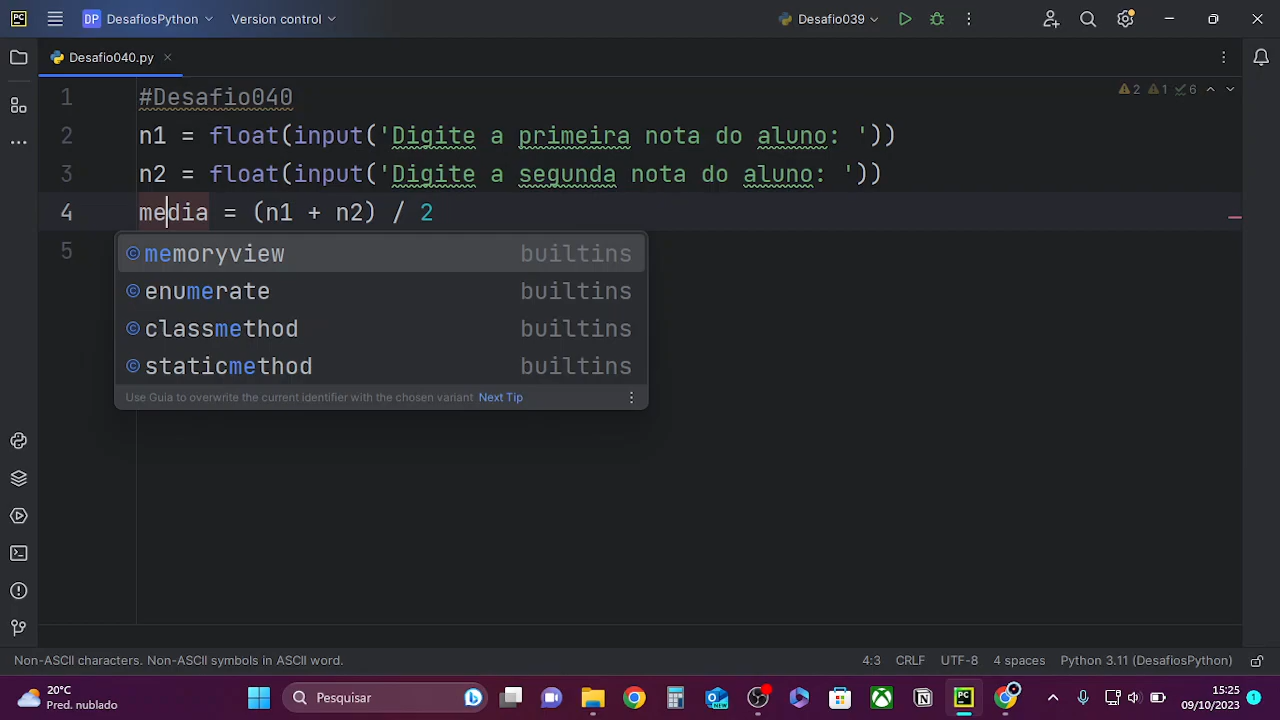 DP DesafiosPython Version control Desafio039
Desafio040.py
1 #Desafio040
2 n1 = float(input('Digite a primeira nota do aluno: '))
3 n2 = float(input('Digite a segunda nota do aluno: '))
4 media = (n1 + n2) / 2
5
memoryview builtins
enumerate builtins
classmethod builtins
staticmethod builtins
Use Guia to overwrite the current identifier with the chosen variant Next Tip
2 1 6
Non-ASCII characters. Non-ASCII symbols in ASCII word. 4:3 CRLF UTF-8 4 spaces Python 3.11 (DesafiosPython)
20°C
Pred. nublado
Pesquisar
15:25
09/10/2023
1